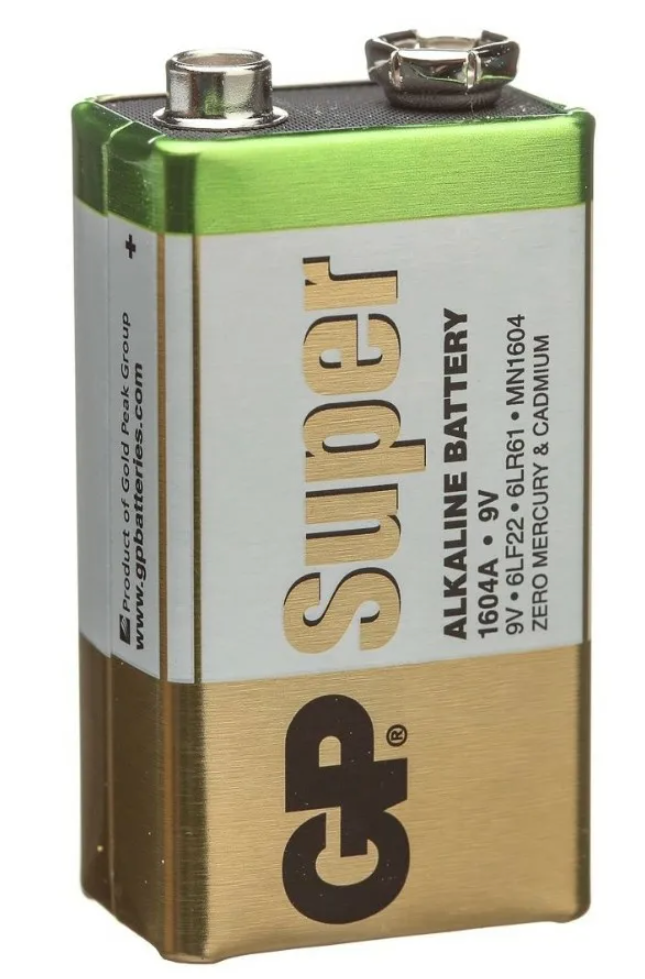 +
Product of Gold Peak Group
www.gpbatteries.com
GP® Super
ALKALINE BATTERY
1604A • 9V
9V • 6LF22 • 6LR61 • MN1604
ZERO MERCURY & CADMIUM